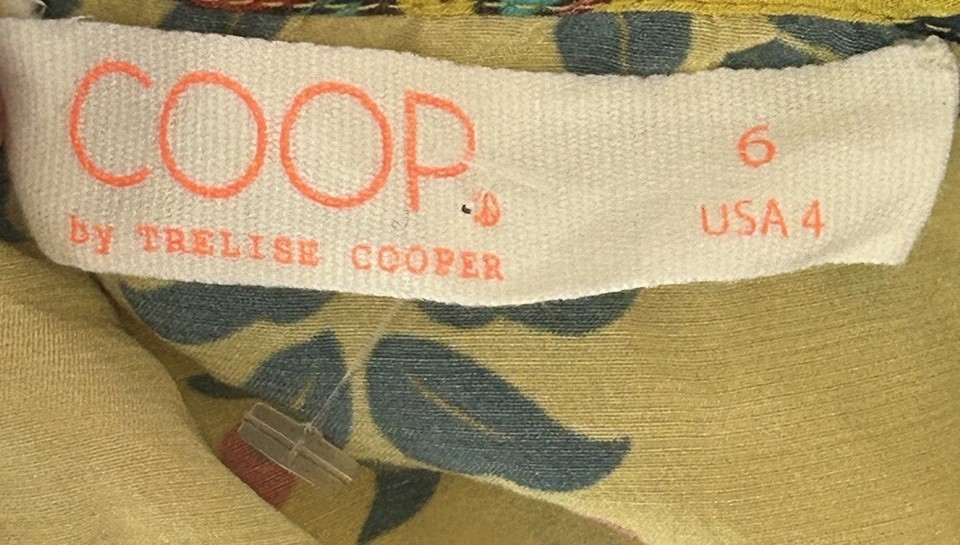 COOP.
by TRELISE COOPER
6
USA 4